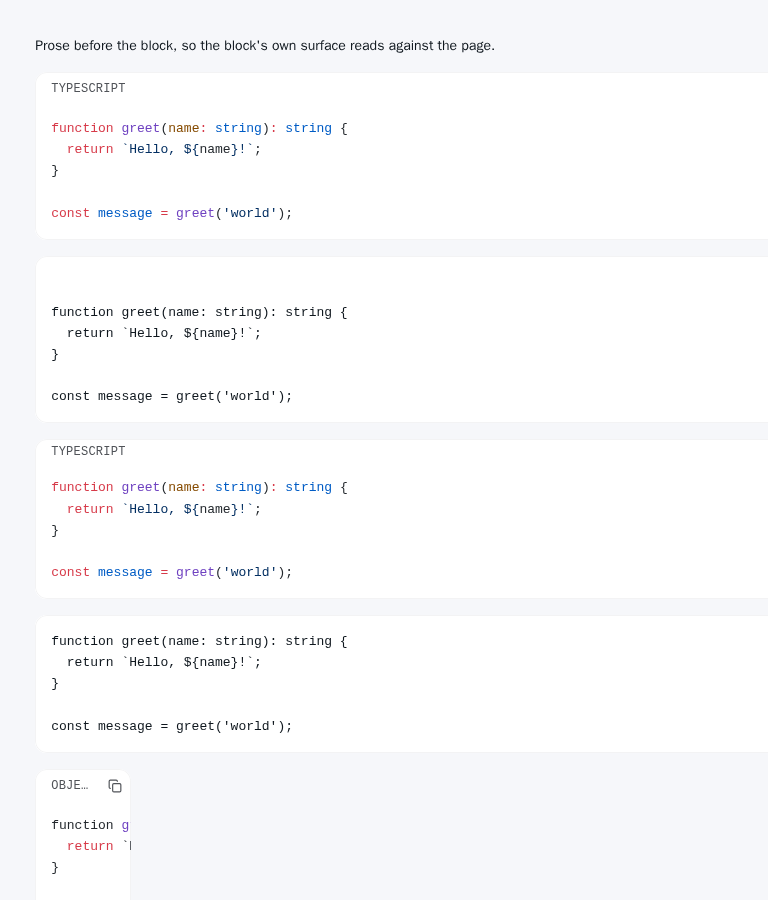 Prose before the block, so the block's own surface reads against the page.
TYPESCRIPT
function greet(name: string): string {
  return `Hello, ${name}!`;
}
const message = greet('world');
function greet(name: string): string {
  return `Hello, ${name}!`;
}
const message = greet('world');
TYPESCRIPT
function greet(name: string): string {
  return `Hello, ${name}!`;
}
const message = greet('world');
function greet(name: string): string {
  return `Hello, ${name}!`;
}
const message = greet('world');
OBJE…
function g
  return `
}